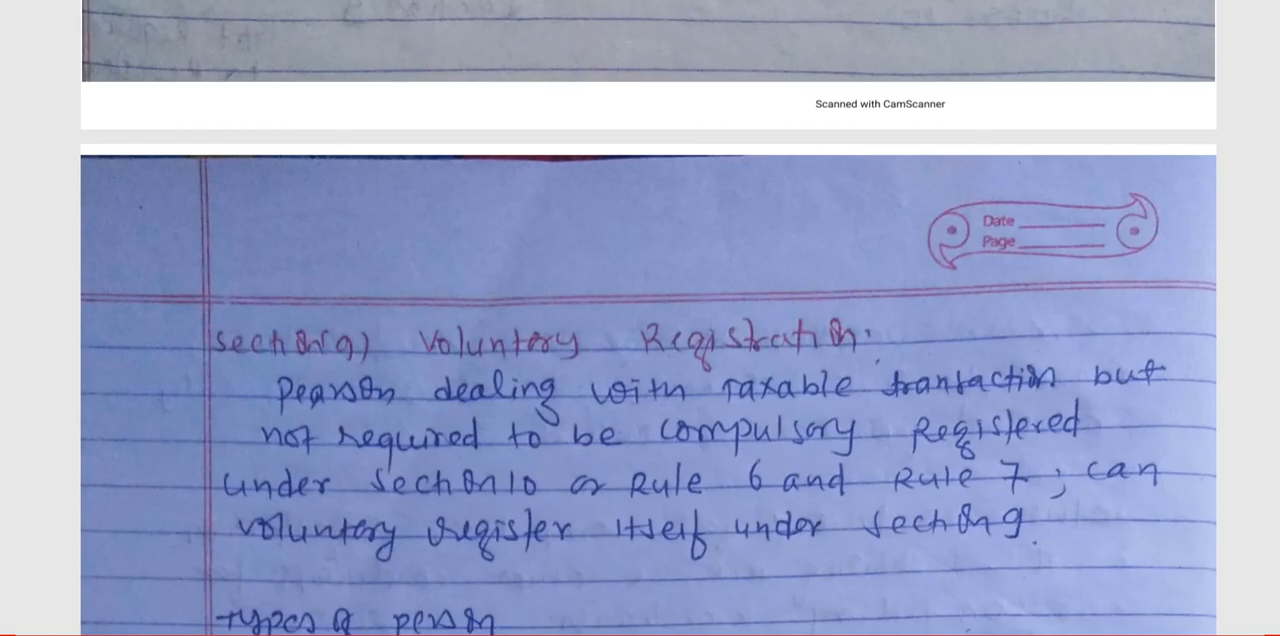 Scanned with CamScanner
Date
Page
Section(9) Voluntory Registration:
Pearson dealing with Taxable transaction but
not required to be compulsory Registered
under Section 10 or Rule 6 and Rule 7, can
voluntory register itself under section 9.
types of person